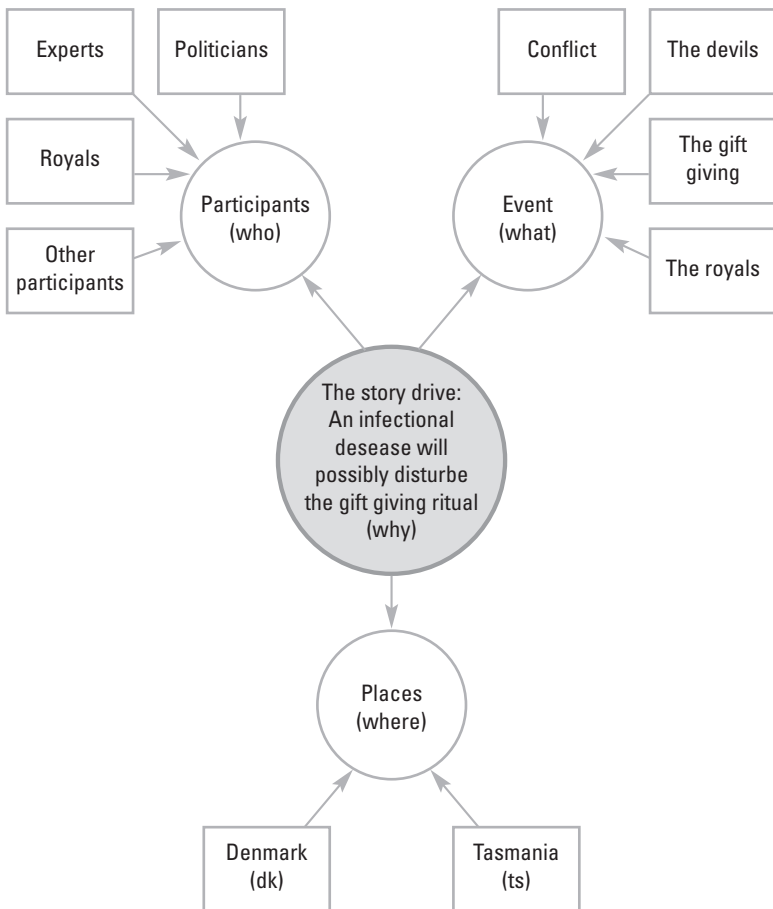 Experts
Politicians
Conflict
The devils
Royals
Participants
(who)
Event
(what)
The gift
giving
Other
participants
The royals
The story drive:
An infectional
desease will
possibly disturbe
the gift giving ritual
(why)
Places
(where)
Denmark
(dk)
Tasmania
(ts)